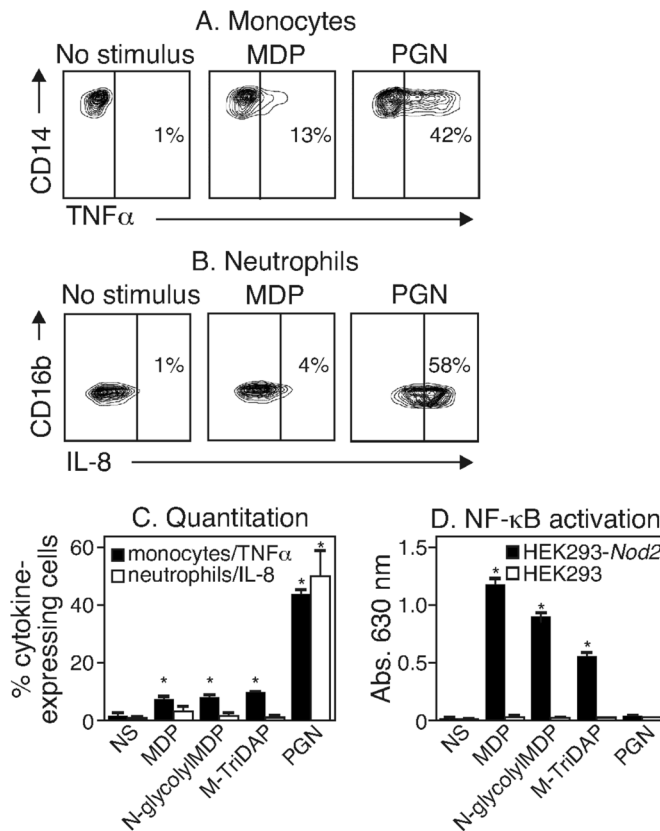 A. Monocytes
No stimulus MDP PGN
CD14
1% 13% 42%
TNFα
B. Neutrophils
No stimulus MDP PGN
CD16b
1% 4% 58%
IL-8
C. Quantitation
% cytokine-
expressing cells
60
40
20
0
monocytes/TNFα
neutrophils/IL-8
* * * * *
NS MDP N-glycolylMDP M-TriDAP PGN
D. NF-κB activation
Abs. 630 nm
1.5
1.0
0.5
0
HEK293-Nod2
HEK293
* * *
NS MDP N-glycolylMDP M-TriDAP PGN